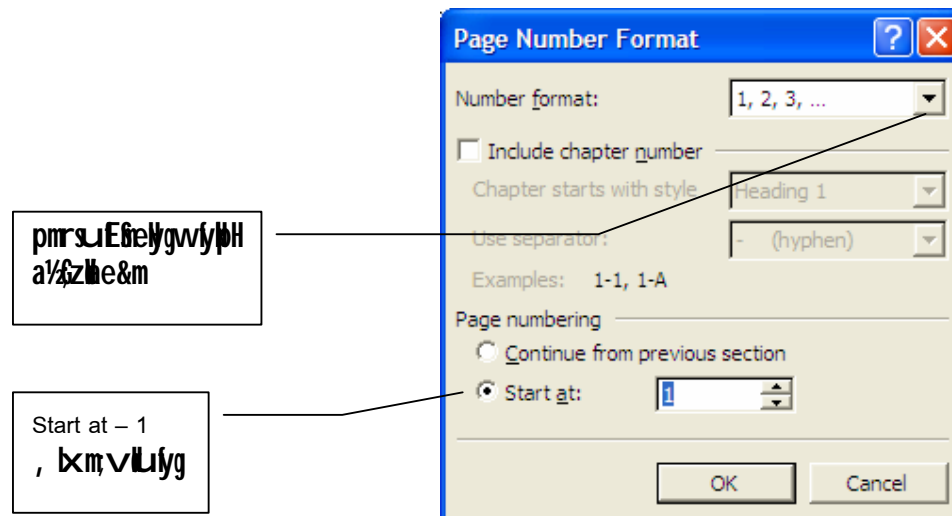 Page Number Format
Number format: 1, 2, 3, ...
Include chapter number
Chapter starts with style Heading 1
Use separator: - (hyphen)
Examples: 1-1, 1-A
Page numbering
Continue from previous section
Start at: 1
OK Cancel
Start at – 1